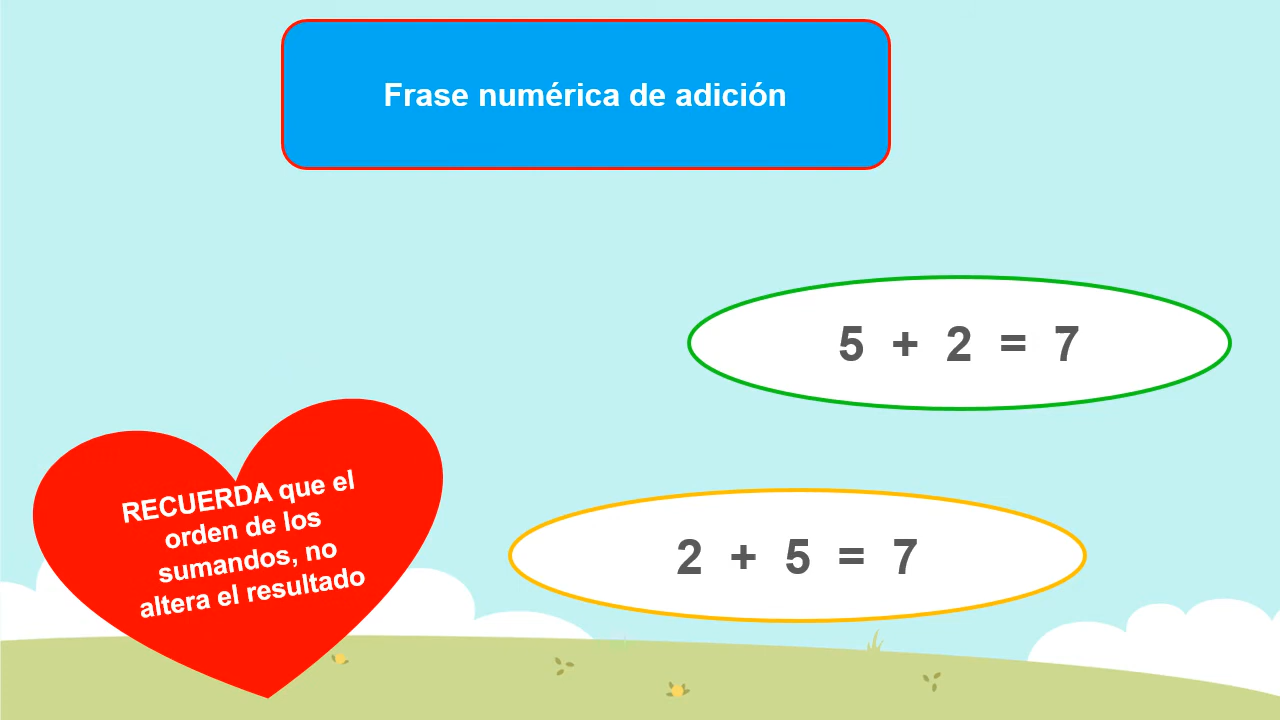 Frase numérica de adición
5 + 2 = 7
RECUERDA que el
orden de los
sumandos, no
altera el resultado
2 + 5 = 7